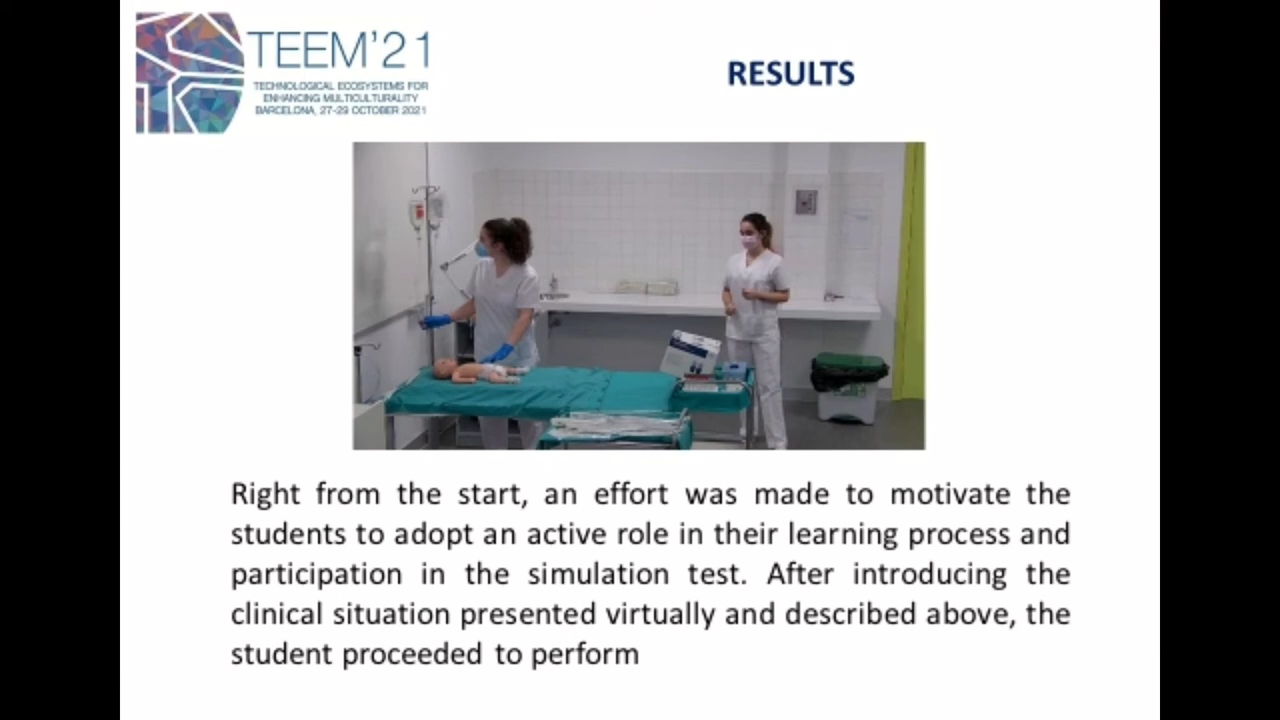 TEEM'21
TECHNOLOGICAL ECOSYSTEMS FOR
ENHANCING MULTICULTURALITY
BARCELONA, 27-29 OCTOBER 2021
RESULTS
Right from the start, an effort was made to motivate the
students to adopt an active role in their learning process and
participation in the simulation test. After introducing the
clinical situation presented virtually and described above, the
student proceeded to perform